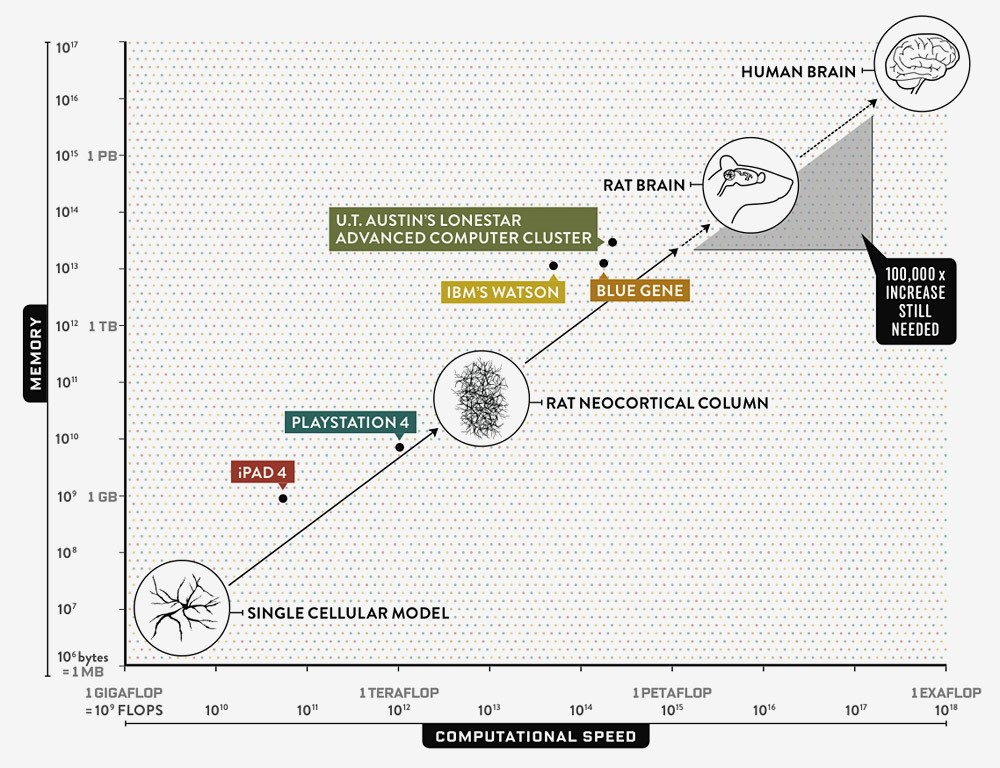 10¹⁷
HUMAN BRAIN
10¹⁶
10¹⁵ 1 PB
RAT BRAIN
10¹⁴
U.T. AUSTIN'S LONESTAR
ADVANCED COMPUTER CLUSTER
10¹³
IBM'S WATSON
BLUE GENE
100,000 x
INCREASE
STILL
NEEDED
10¹² 1 TB
MEMORY
10¹¹
RAT NEOCORTICAL COLUMN
PLAYSTATION 4
10¹⁰
iPAD 4
10⁹ 1 GB
10⁸
10⁷
SINGLE CELLULAR MODEL
10⁶ bytes
= 1 MB
1 GIGAFLOP 1 TERAFLOP 1 PETAFLOP 1 EXAFLOP
=10⁹ FLOPS 10¹⁰ 10¹¹ 10¹² 10¹³ 10¹⁴ 10¹⁵ 10¹⁶ 10¹⁷ 10¹⁸
COMPUTATIONAL SPEED